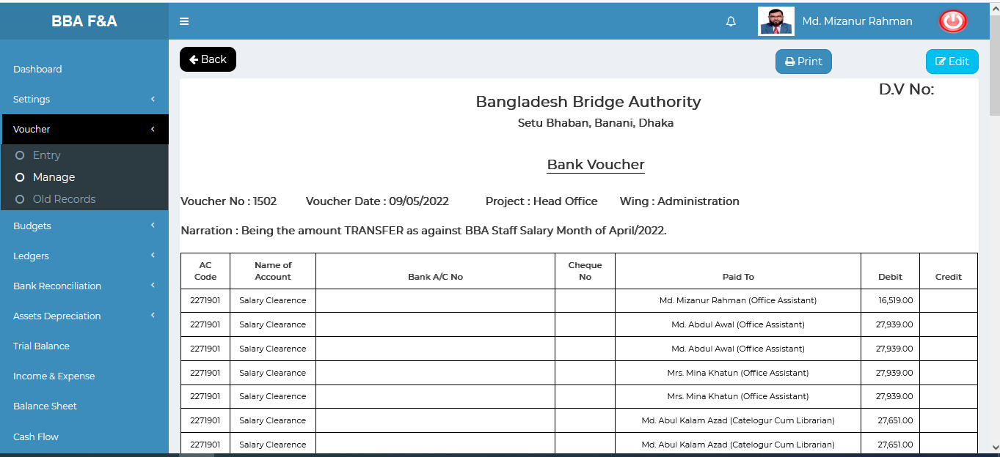 BBA F&A
Md. Mizanur Rahman
Dashboard
Settings
Voucher
Entry
Manage
Old Records
Budgets
Ledgers
Bank Reconciliation
Assets Depreciation
Trial Balance
Income & Expense
Balance Sheet
Cash Flow
Back
Print
Edit
D.V No:
Bangladesh Bridge Authority
Setu Bhaban, Banani, Dhaka
Bank Voucher
Voucher No : 1502 Voucher Date : 09/05/2022 Project : Head Office Wing : Administration
Narration : Being the amount TRANSFER as against BBA Staff Salary Month of April/2022.
AC Code Name of Account Bank A/C No Cheque No Paid To Debit Credit
2271901 Salary Clearence Md. Mizanur Rahman (Office Assistant) 16,519.00
2271901 Salary Clearence Md. Abdul Awal (Office Assistant) 27,939.00
2271901 Salary Clearence Md. Abdul Awal (Office Assistant) 27,939.00
2271901 Salary Clearence Mrs. Mina Khatun (Office Assistant) 27,939.00
2271901 Salary Clearence Mrs. Mina Khatun (Office Assistant) 27,939.00
2271901 Salary Clearence Md. Abul Kalam Azad (Catelogur Cum Librarian) 27,651.00
2271901 Salary Clearence Md. Abul Kalam Azad (Catelogur Cum Librarian) 27,651.00